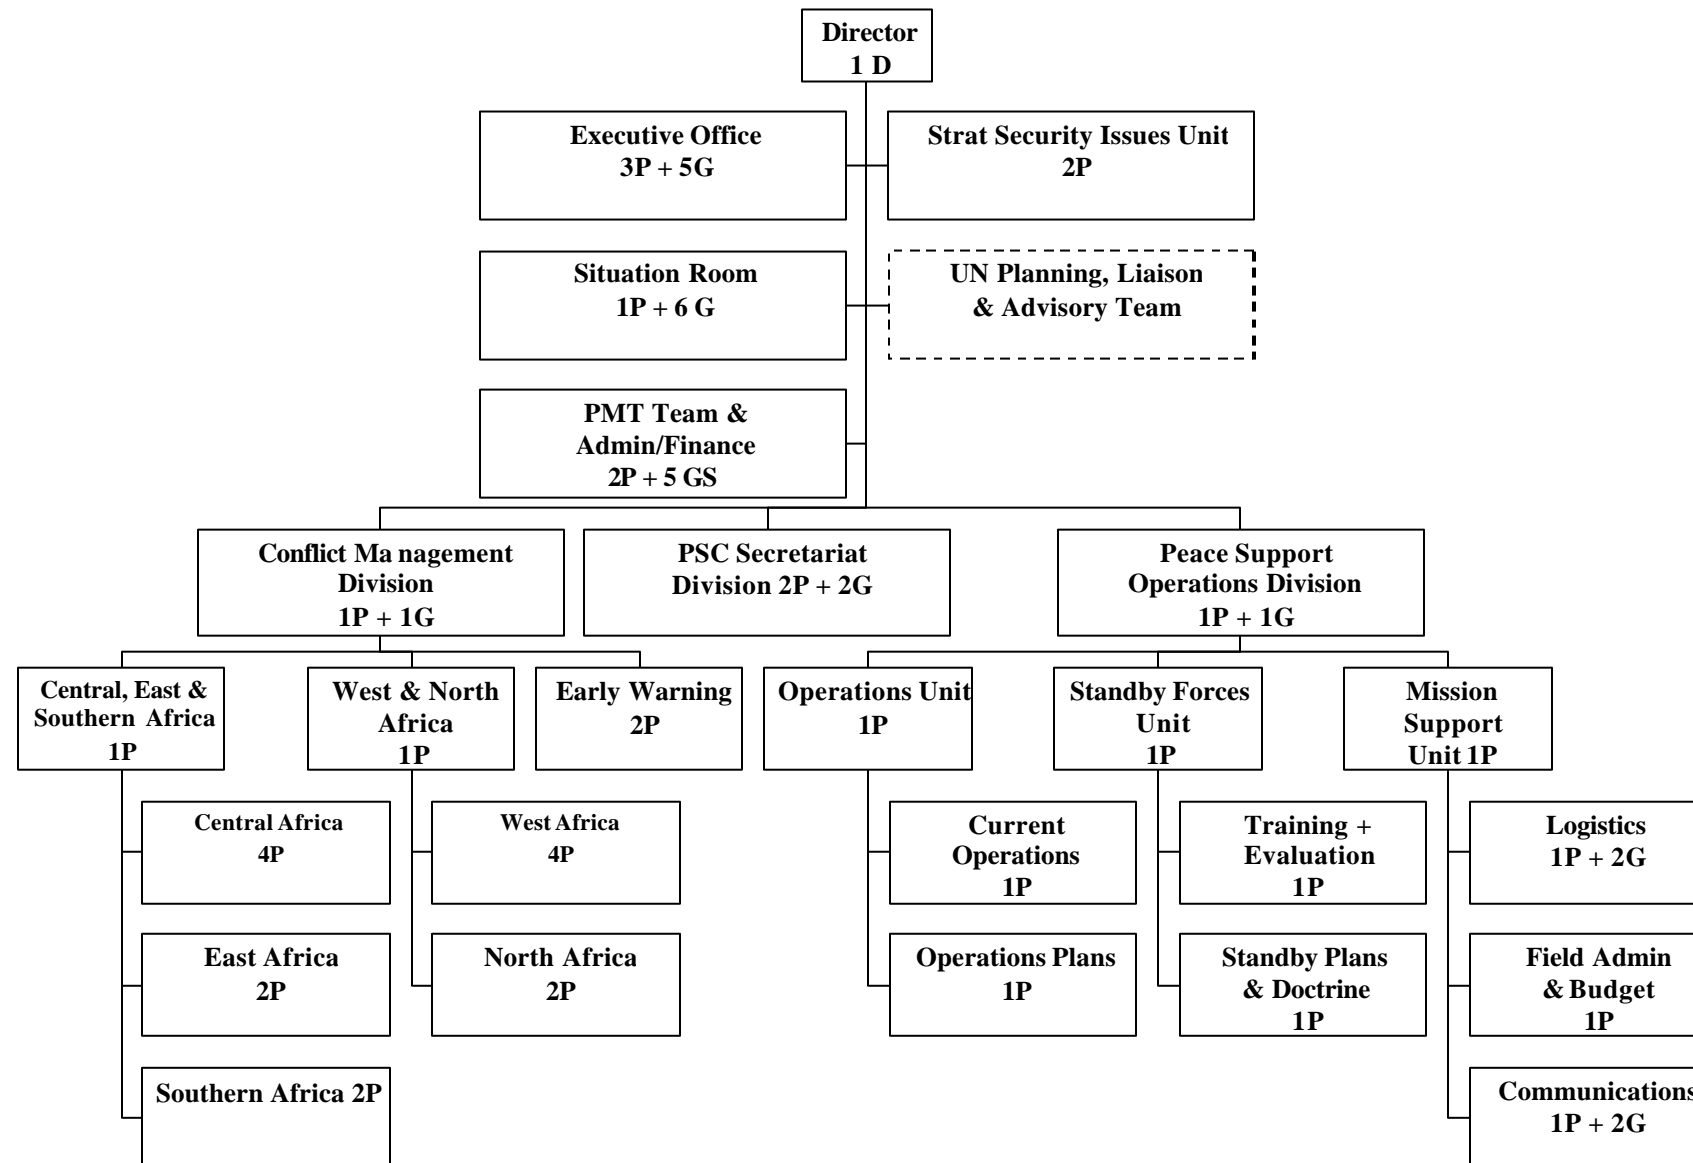 Director
1 D
Executive Office
3P + 5G
Strat Security Issues Unit
2P
Situation Room
1P + 6 G
UN Planning, Liaison
& Advisory Team
PMT Team &
Admin/Finance
2P + 5 GS
Conflict Ma nagement
Division
1P + 1G
PSC Secretariat
Division 2P + 2G
Peace Support
Operations Division
1P + 1G
Central, East &
Southern Africa
1P
West & North
Africa
1P
Early Warning
2P
Operations Unit
1P
Standby Forces
Unit
1P
Mission
Support
Unit 1P
Central Africa
4P
West Africa
4P
Current
Operations
1P
Training +
Evaluation
1P
Logistics
1P + 2G
East Africa
2P
North Africa
2P
Operations Plans
1P
Standby Plans
& Doctrine
1P
Field Admin
& Budget
1P
Southern Africa 2P
Communications
1P + 2G